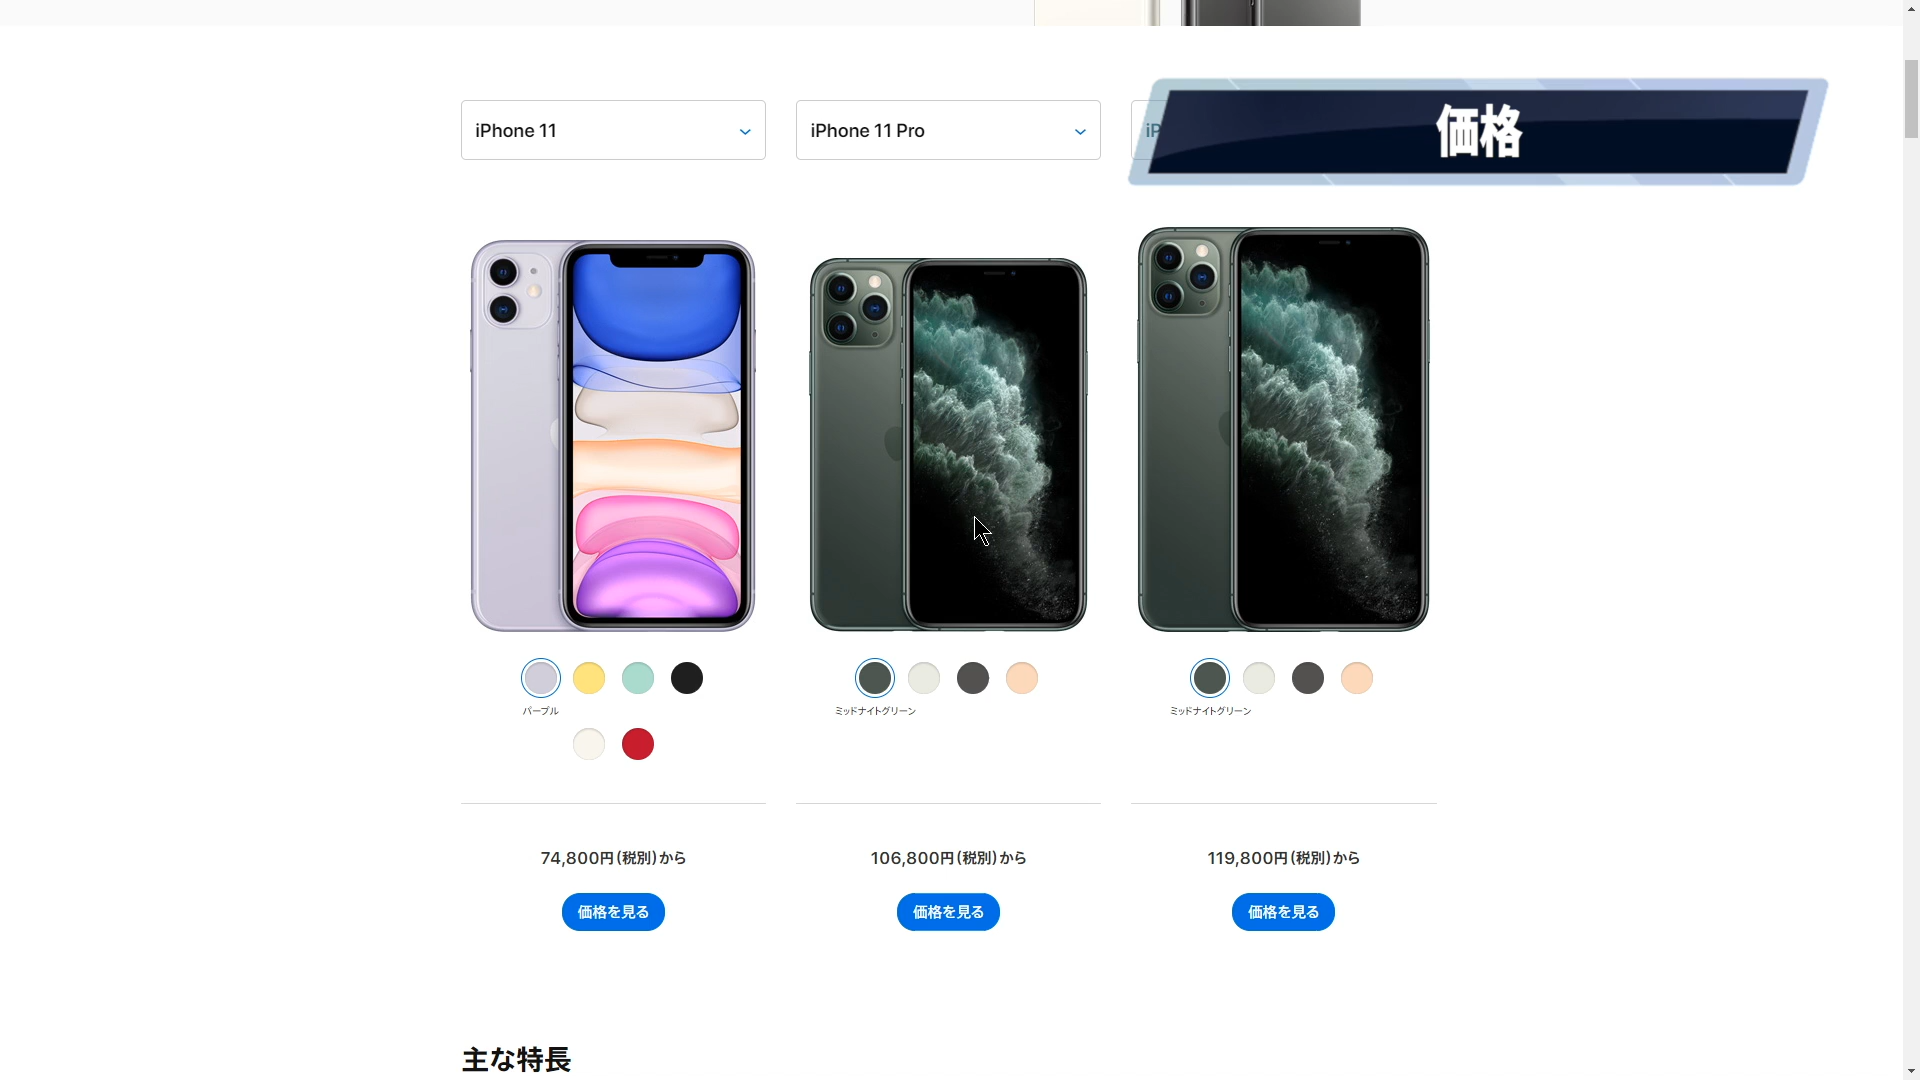 iPhone 11
iPhone 11 Pro
iP
価格
パープル
ミッドナイトグリーン
ミッドナイトグリーン
74,800円(税別)から
106,800円(税別)から
119,800円(税別)から
価格を見る
価格を見る
価格を見る
主な特長